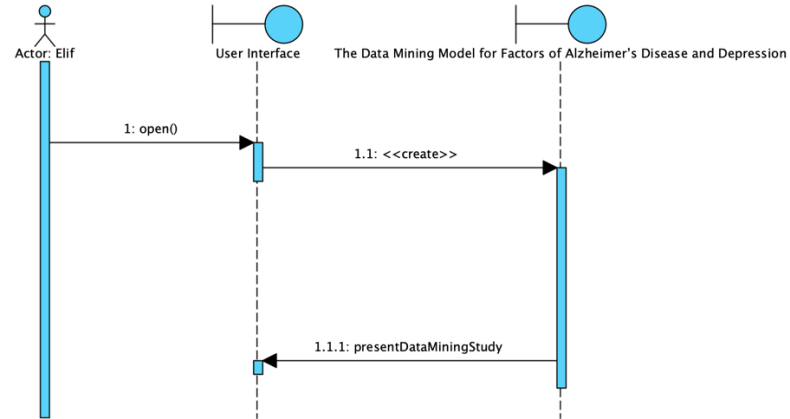 Actor: Elif
User Interface
The Data Mining Model for Factors of Alzheimer's Disease and Depression
1: open()
1.1: <<create>>
1.1.1: presentDataMiningStudy